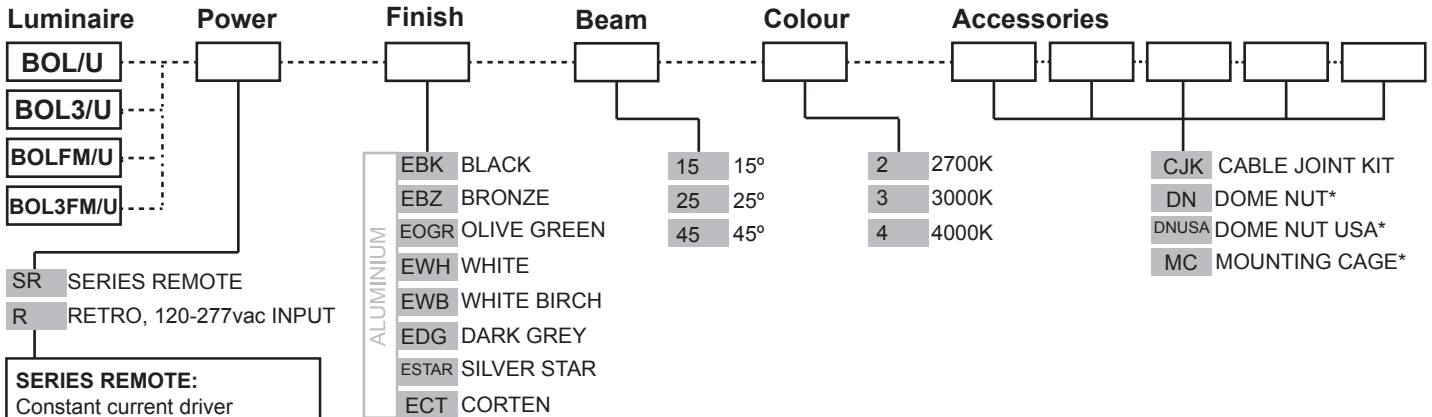 Luminaire Power Finish Beam Colour Accessories
BOL/U
BOL3/U
BOLFM/U
BOL3FM/U
SR SERIES REMOTE
R RETRO, 120-277vac INPUT
SERIES REMOTE:
Constant current driver
ALUMINIUM
EBK BLACK
EBZ BRONZE
EOGR OLIVE GREEN
EWH WHITE
EWB WHITE BIRCH
EDG DARK GREY
ESTAR SILVER STAR
ECT CORTEN
15 15º
25 25º
45 45º
2 2700K
3 3000K
4 4000K
CJK CABLE JOINT KIT
DN DOME NUT*
DNUSA DOME NUT USA*
MC MOUNTING CAGE*